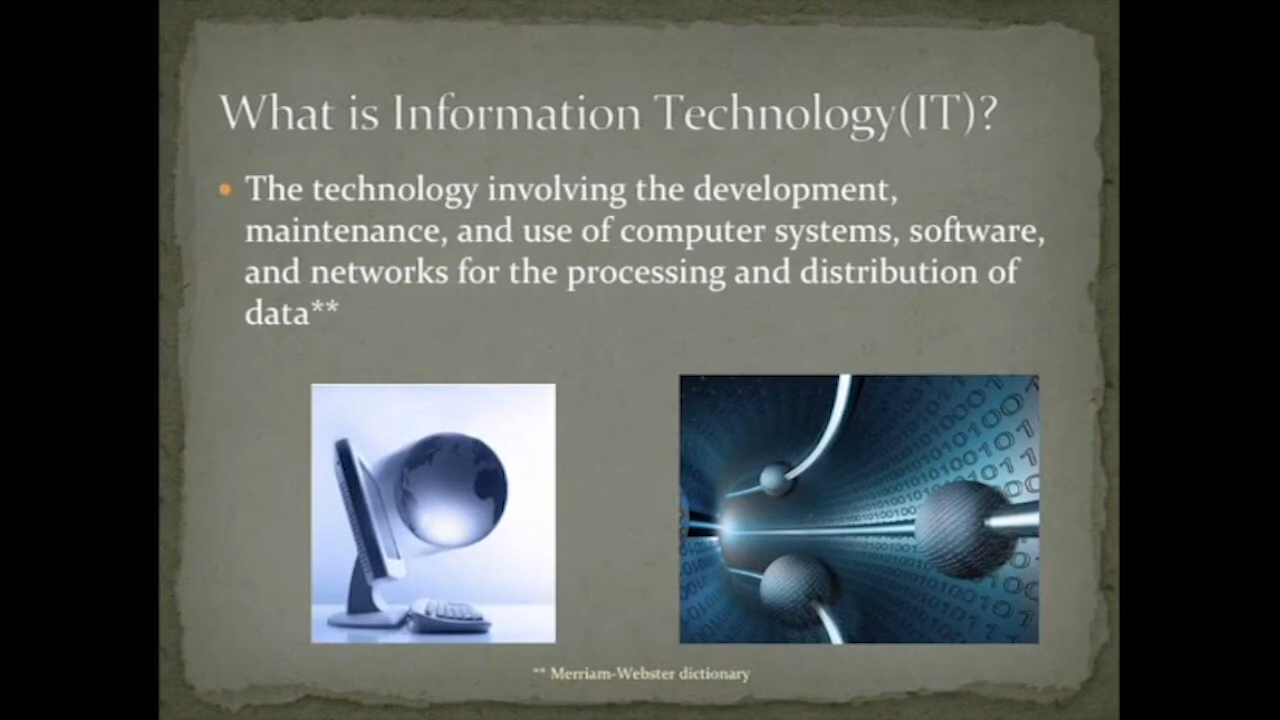 What is Information Technology(IT)?
• The technology involving the development,
maintenance, and use of computer systems, software,
and networks for the processing and distribution of
data**
** Merriam-Webster dictionary